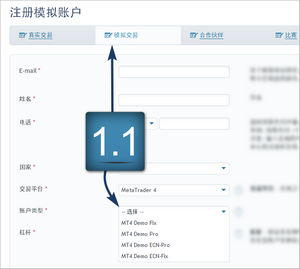 注册模拟账户
真实交易 模拟交易 合作伙伴 比赛
E-mail *
姓名 *
电话 *
1.1
国家 *
交易平台 * MetaTrader 4
账户类型 * -- 选择 --
杠杆 * MT4 Demo Fix
MT4 Demo Pro
MT4 Demo ECN-Pro
MT4 Demo ECN-Fix